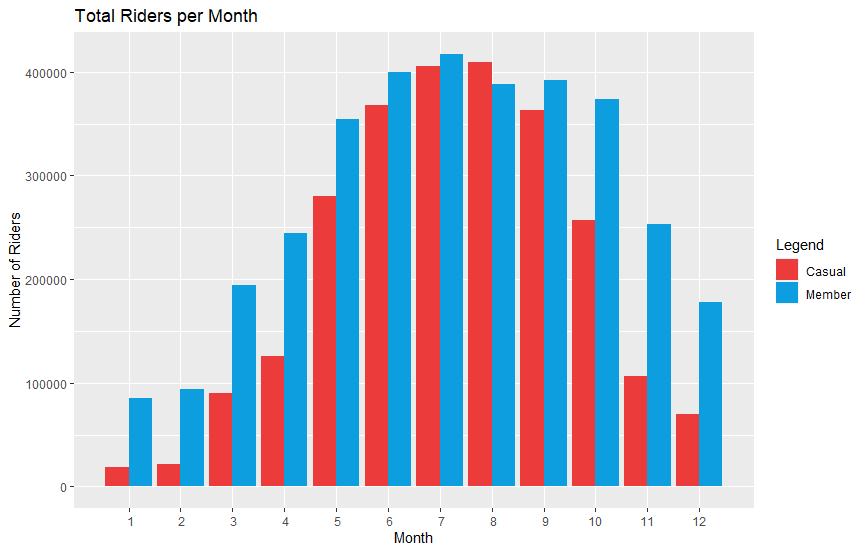 Total Riders per Month
Number of Riders
400000
300000
200000
100000
0
1 2 3 4 5 6 7 8 9 10 11 12
Month
Legend
Casual
Member